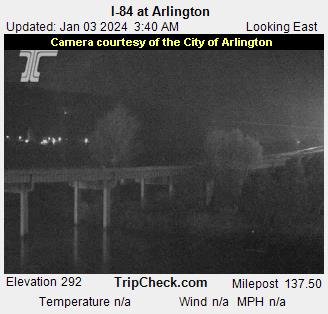 I-84 at Arlington
Updated: Jan 03 2024 3:40 AM Looking East
Camera courtesy of the City of Arlington
Elevation 292 TripCheck.com Milepost 137.50
Temperature n/a Wind n/a MPH n/a